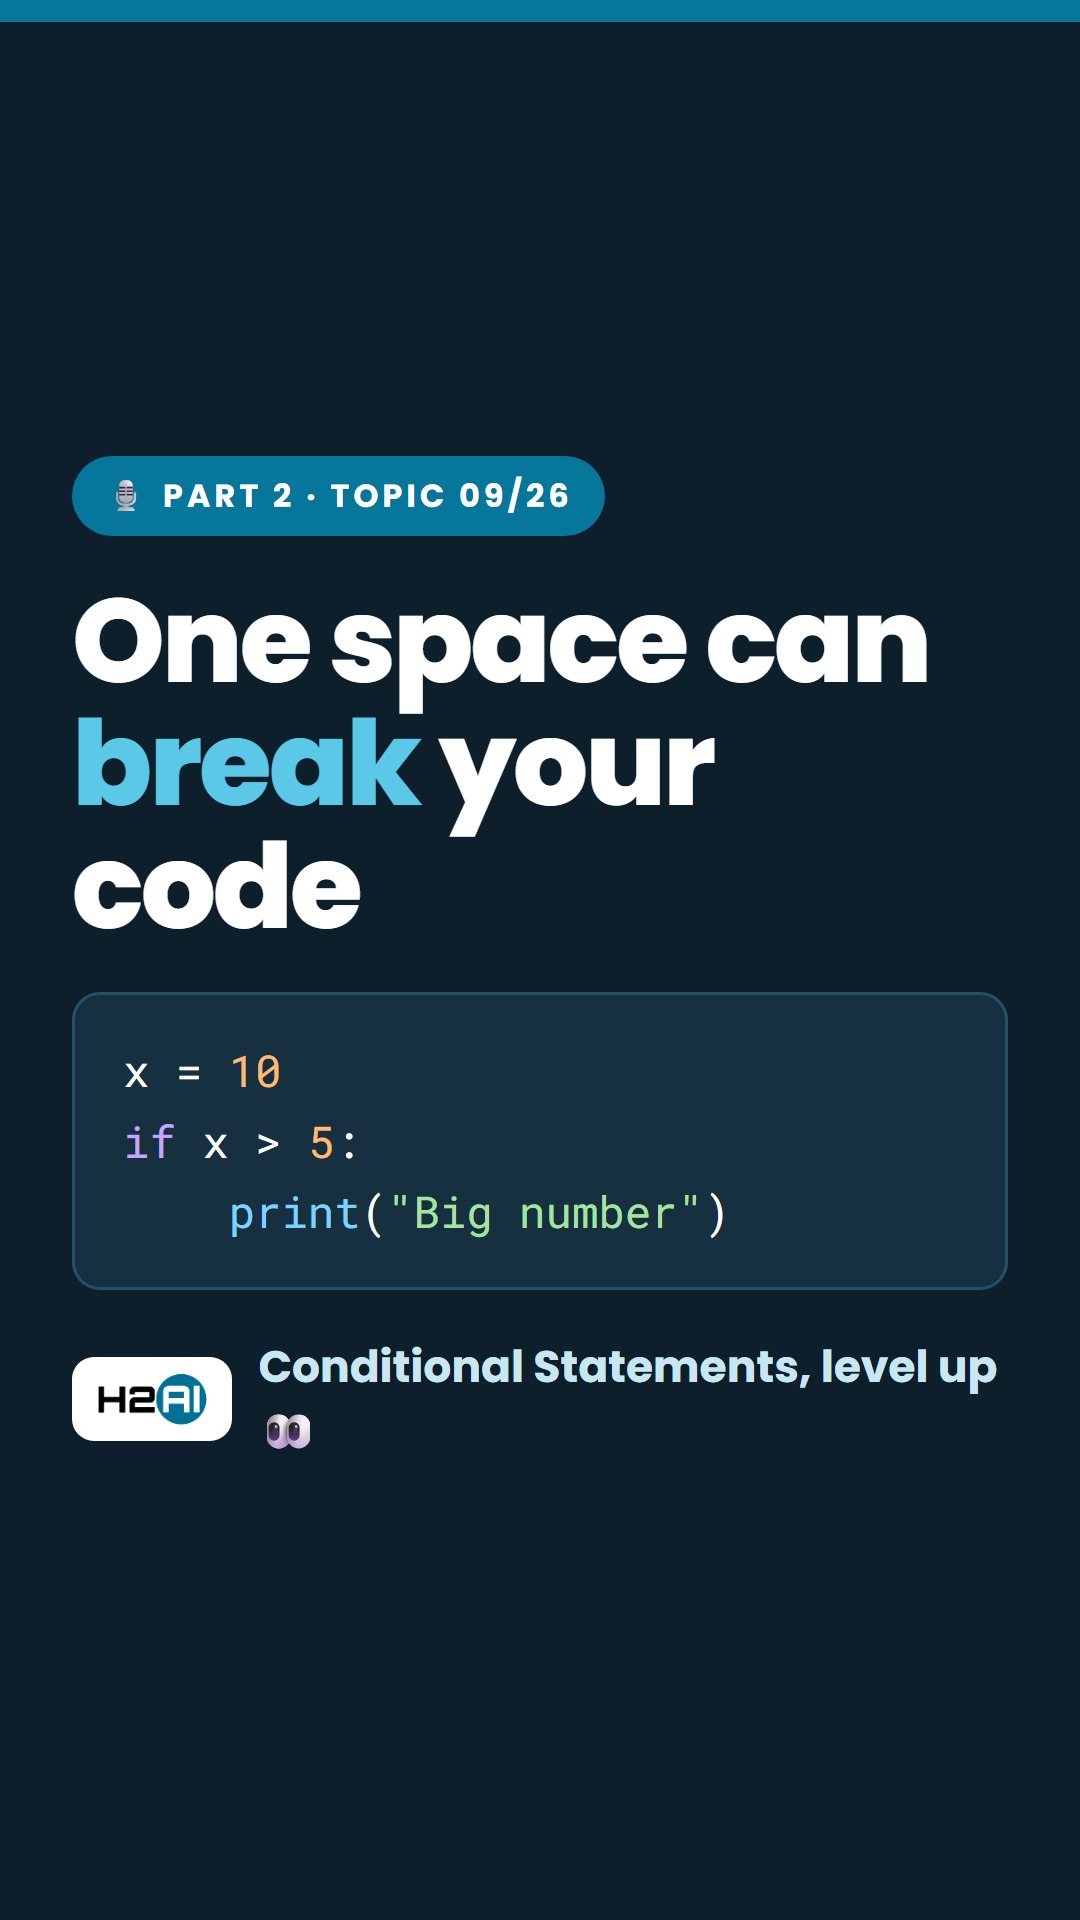 🎙️ PART 2 · TOPIC 09/26
One space can
break your
code
x = 10
if x > 5:
    print("Big number")
H2AI
Conditional Statements, level up
👀